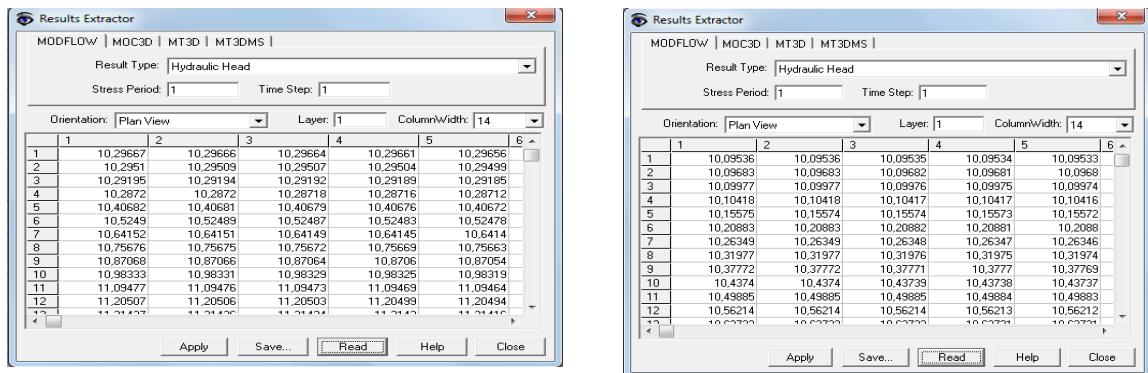 Results Extractor
MODFLOW MOC3D MT3D MT3DMS
Result Type: Hydraulic Head
Stress Period: 1 Time Step: 1
Orientation: Plan View Layer: 1 ColumnWidth: 14
1 2 3 4 5 6
1 10,29667 10,29666 10,29664 10,29661 10,29656
2 10,2951 10,29509 10,29507 10,29504 10,29499
3 10,29195 10,29194 10,29192 10,29189 10,29185
4 10,2872 10,2872 10,28718 10,28716 10,28712
5 10,40682 10,40681 10,40679 10,40676 10,40672
6 10,5249 10,52489 10,52487 10,52483 10,52478
7 10,64152 10,64151 10,64149 10,64145 10,6414
8 10,75676 10,75675 10,75672 10,75669 10,75663
9 10,87068 10,87066 10,87064 10,8706 10,87054
10 10,98333 10,98331 10,98329 10,98325 10,98319
11 11,09477 11,09476 11,09473 11,09469 11,09464
12 11,20507 11,20506 11,20503 11,20499 11,20494
Apply Save... Read Help Close
Results Extractor
MODFLOW MOC3D MT3D MT3DMS
Result Type: Hydraulic Head
Stress Period: 1 Time Step: 1
Orientation: Plan View Layer: 1 ColumnWidth: 14
1 2 3 4 5 6
1 10,09536 10,09536 10,09535 10,09534 10,09533
2 10,09683 10,09683 10,09682 10,09681 10,0968
3 10,09977 10,09977 10,09976 10,09975 10,09974
4 10,10418 10,10418 10,10417 10,10417 10,10416
5 10,15575 10,15574 10,15574 10,15573 10,15572
6 10,20883 10,20883 10,20882 10,20881 10,2088
7 10,26349 10,26349 10,26348 10,26347 10,26346
8 10,31977 10,31977 10,31976 10,31975 10,31974
9 10,37772 10,37772 10,37771 10,3777 10,37769
10 10,4374 10,4374 10,43739 10,43738 10,43737
11 10,49885 10,49885 10,49885 10,49884 10,49883
12 10,56214 10,56214 10,56214 10,56213 10,56212
Apply Save... Read Help Close